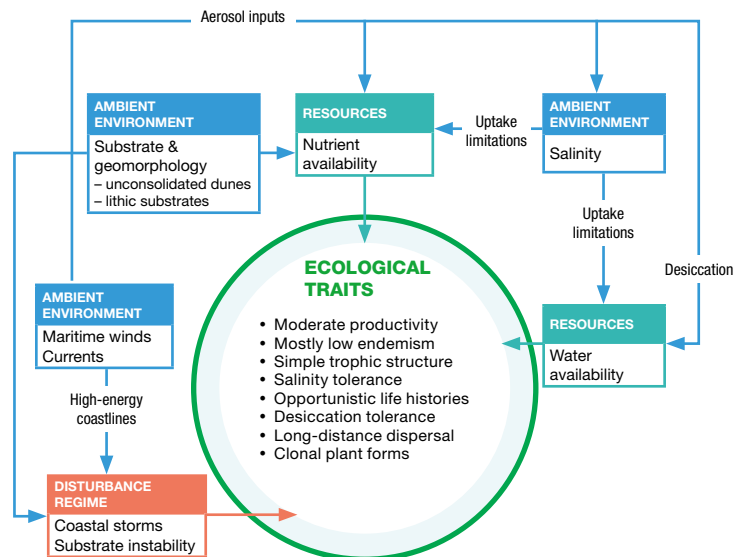 Aerosol inputs
AMBIENT
ENVIRONMENT
Substrate &
geomorphology
– unconsolidated dunes
– lithic substrates
RESOURCES
Nutrient
availability
Uptake
limitations
AMBIENT
ENVIRONMENT
Salinity
Uptake
limitations
Desiccation
AMBIENT
ENVIRONMENT
Maritime winds
Currents
ECOLOGICAL
TRAITS
• Moderate productivity
• Mostly low endemism
• Simple trophic structure
• Salinity tolerance
• Opportunistic life histories
• Desiccation tolerance
• Long-distance dispersal
• Clonal plant forms
RESOURCES
Water
availability
High-energy
coastlines
DISTURBANCE
REGIME
Coastal storms
Substrate instability